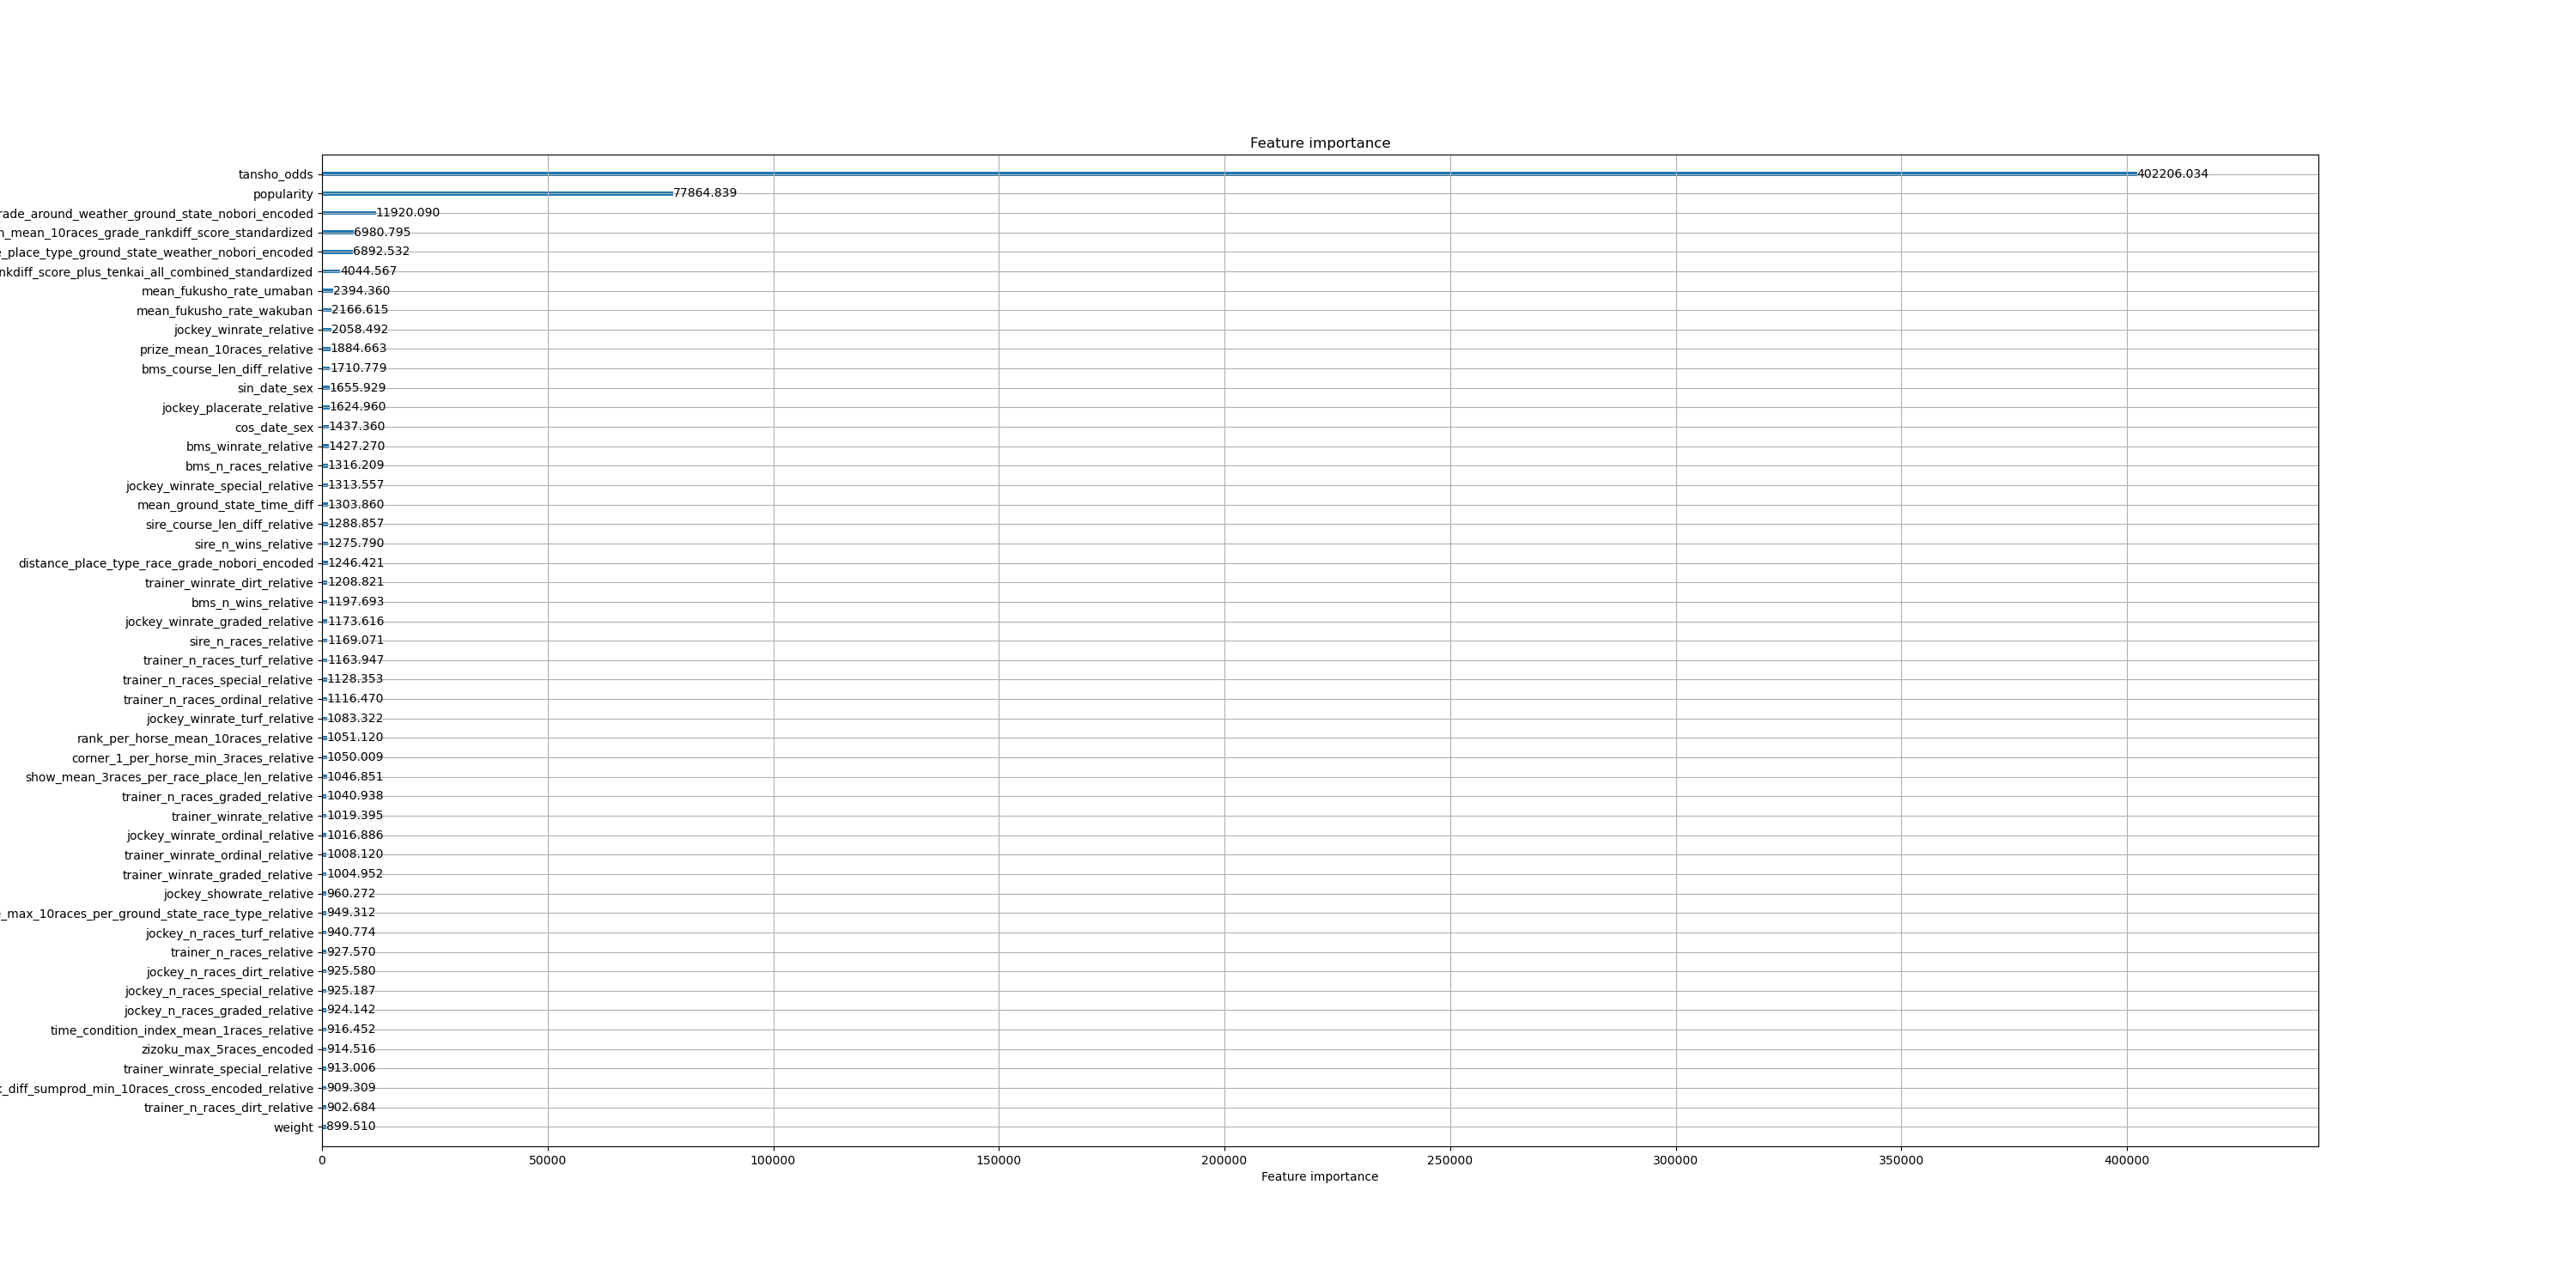 Feature importance
tansho_odds 402206.034
popularity 77864.839
rade_around_weather_ground_state_nobori_encoded 11920.090
_mean_10races_grade_rankdiff_score_standardized 6980.795
_place_type_ground_state_weather_nobori_encoded 6892.532
nkdiff_score_plus_tenkai_all_combined_standardized 4044.567
mean_fukusho_rate_umaban 2394.360
mean_fukusho_rate_wakuban 2166.615
jockey_winrate_relative 2058.492
prize_mean_10races_relative 1884.663
bms_course_len_diff_relative 1710.779
sin_date_sex 1655.929
jockey_placerate_relative 1624.960
cos_date_sex 1437.360
bms_winrate_relative 1427.270
bms_n_races_relative 1316.209
jockey_winrate_special_relative 1313.557
mean_ground_state_time_diff 1303.860
sire_course_len_diff_relative 1288.857
sire_n_wins_relative 1275.790
distance_place_type_race_grade_nobori_encoded 1246.421
trainer_winrate_dirt_relative 1208.821
bms_n_wins_relative 1197.693
jockey_winrate_graded_relative 1173.616
sire_n_races_relative 1169.071
trainer_n_races_turf_relative 1163.947
trainer_n_races_special_relative 1128.353
trainer_n_races_ordinal_relative 1116.470
jockey_winrate_turf_relative 1083.322
rank_per_horse_mean_10races_relative 1051.120
corner_1_per_horse_min_3races_relative 1050.009
show_mean_3races_per_race_place_len_relative 1046.851
trainer_n_races_graded_relative 1040.938
trainer_winrate_relative 1019.395
jockey_winrate_ordinal_relative 1016.886
trainer_winrate_ordinal_relative 1008.120
trainer_winrate_graded_relative 1004.952
jockey_showrate_relative 960.272
_max_10races_per_ground_state_race_type_relative 949.312
jockey_n_races_turf_relative 940.774
trainer_n_races_relative 927.570
jockey_n_races_dirt_relative 925.580
jockey_n_races_special_relative 925.187
jockey_n_races_graded_relative 924.142
time_condition_index_mean_1races_relative 916.452
zizoku_max_5races_encoded 914.516
trainer_winrate_special_relative 913.006
_diff_sumprod_min_10races_cross_encoded_relative 909.309
trainer_n_races_dirt_relative 902.684
weight 899.510
0 50000 100000 150000 200000 250000 300000 350000 400000
Feature importance